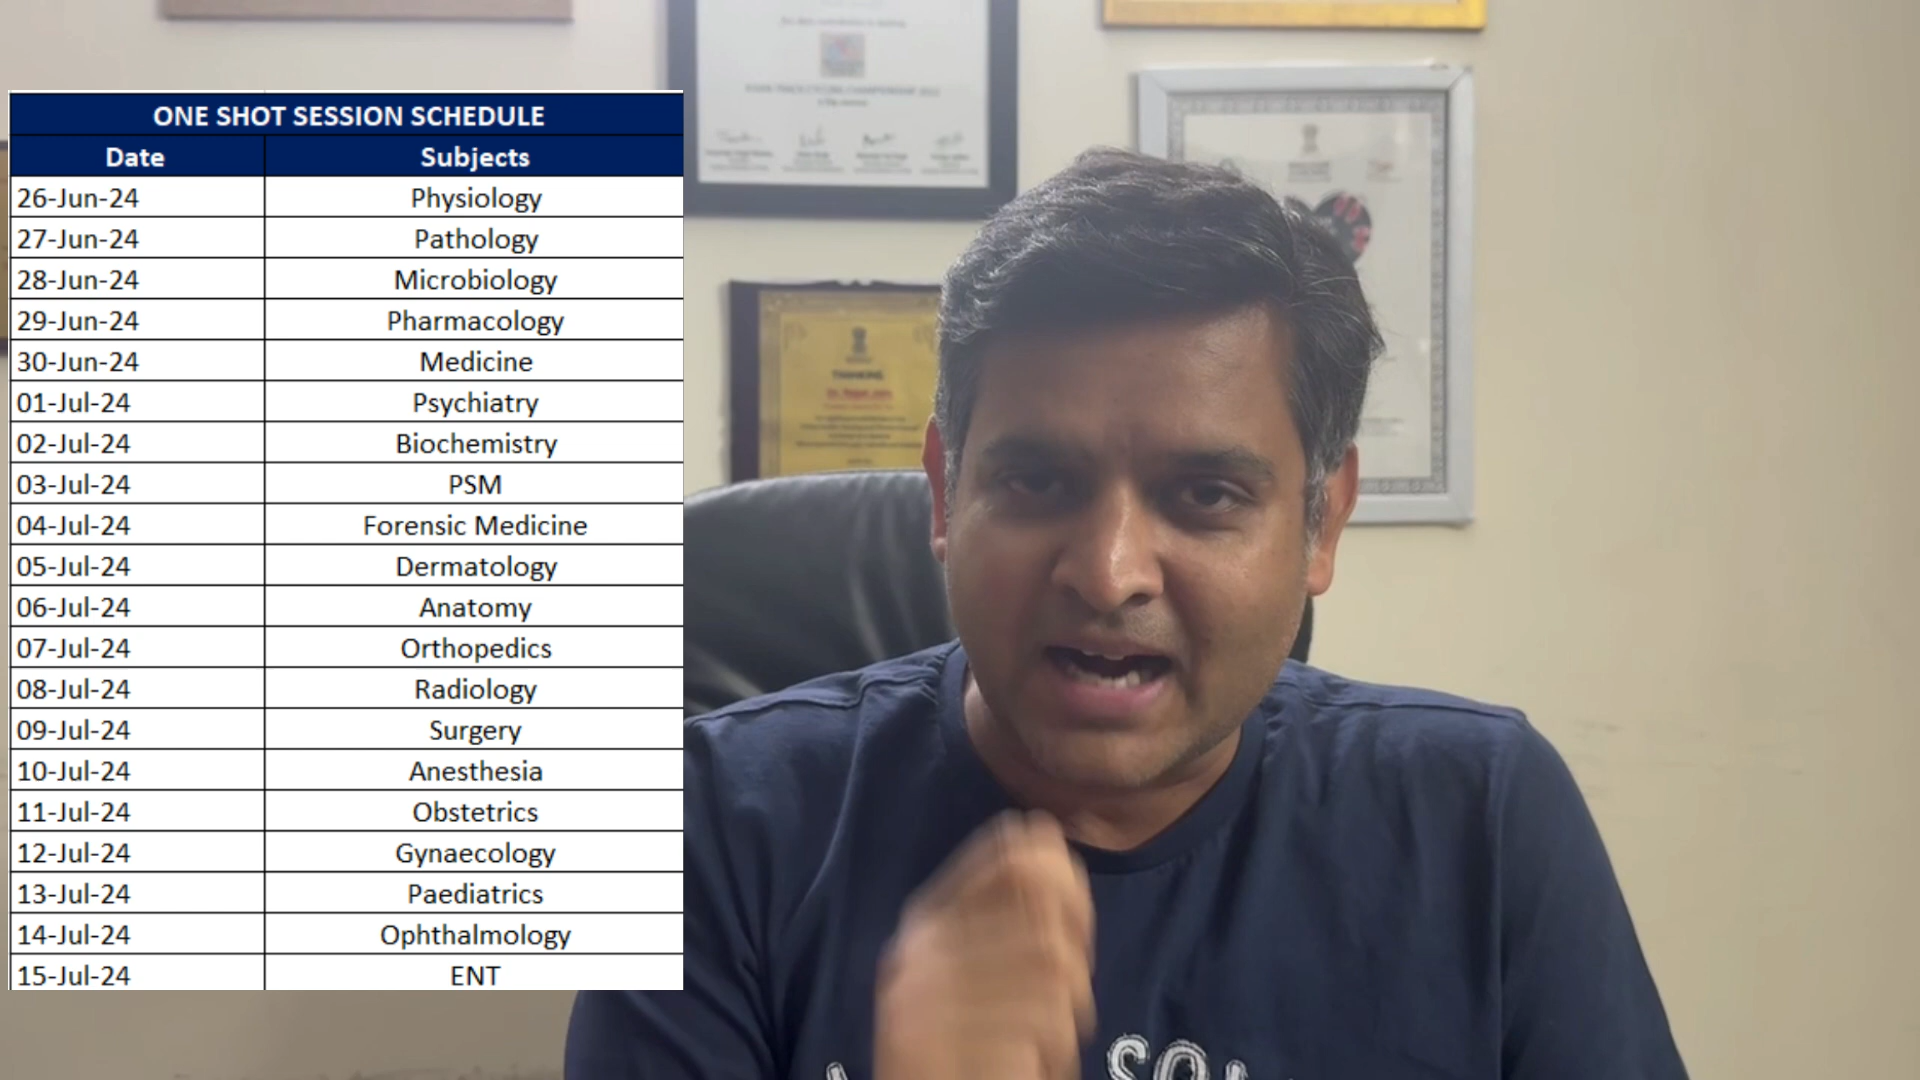 ONE SHOT SESSION SCHEDULE
Date Subjects
26-Jun-24 Physiology
27-Jun-24 Pathology
28-Jun-24 Microbiology
29-Jun-24 Pharmacology
30-Jun-24 Medicine
01-Jul-24 Psychiatry
02-Jul-24 Biochemistry
03-Jul-24 PSM
04-Jul-24 Forensic Medicine
05-Jul-24 Dermatology
06-Jul-24 Anatomy
07-Jul-24 Orthopedics
08-Jul-24 Radiology
09-Jul-24 Surgery
10-Jul-24 Anesthesia
11-Jul-24 Obstetrics
12-Jul-24 Gynaecology
13-Jul-24 Paediatrics
14-Jul-24 Ophthalmology
15-Jul-24 ENT